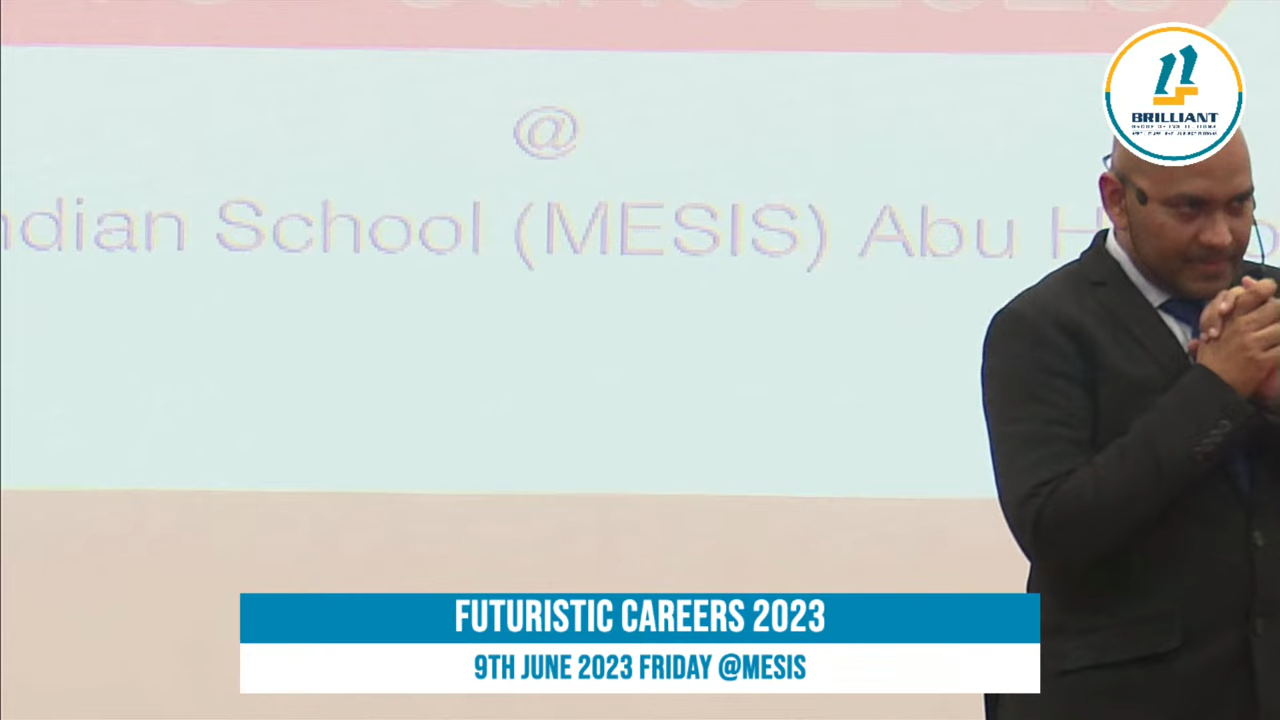 BRILLIANT
@
ndian School (MESIS) Abu H
FUTURISTIC CAREERS 2023
9TH JUNE 2023 FRIDAY @MESIS